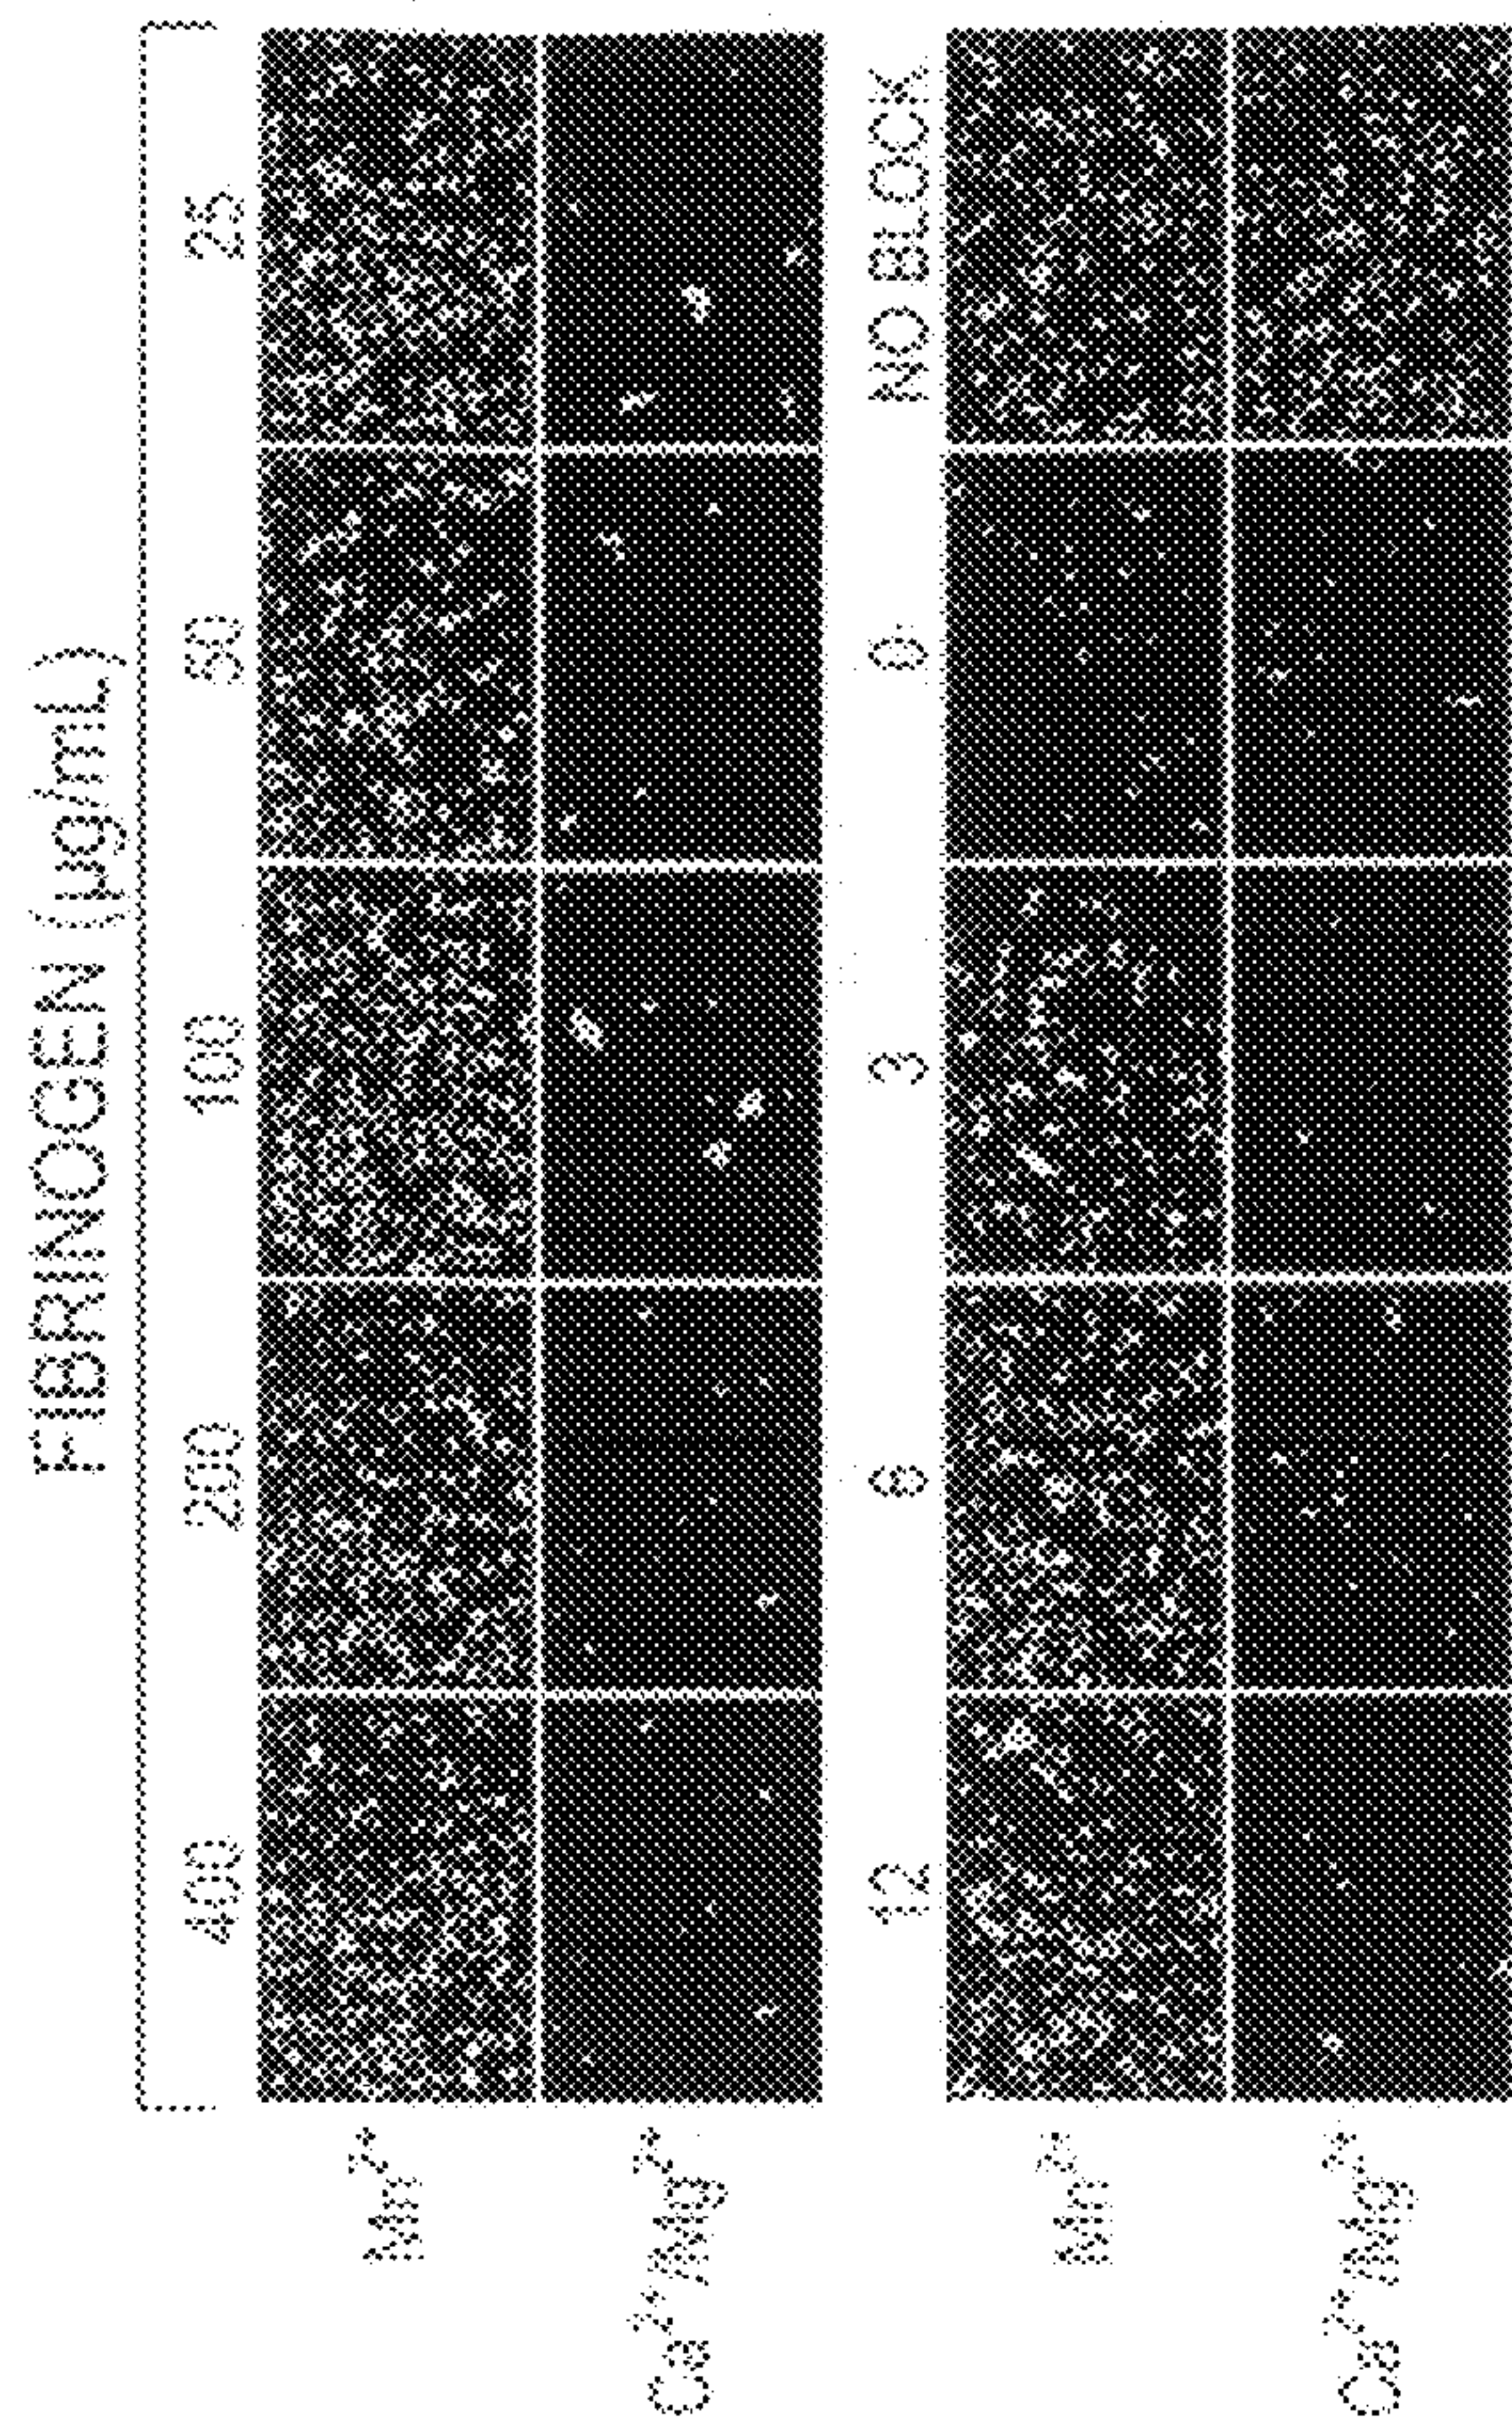 FIBRINOGEN (µg/mL)
400 200 100 50 25
Mn²⁺
Ca²⁺/Mg²⁺
12 6 3 0 NO BLOCK
Mn²⁺
Ca²⁺/Mg²⁺